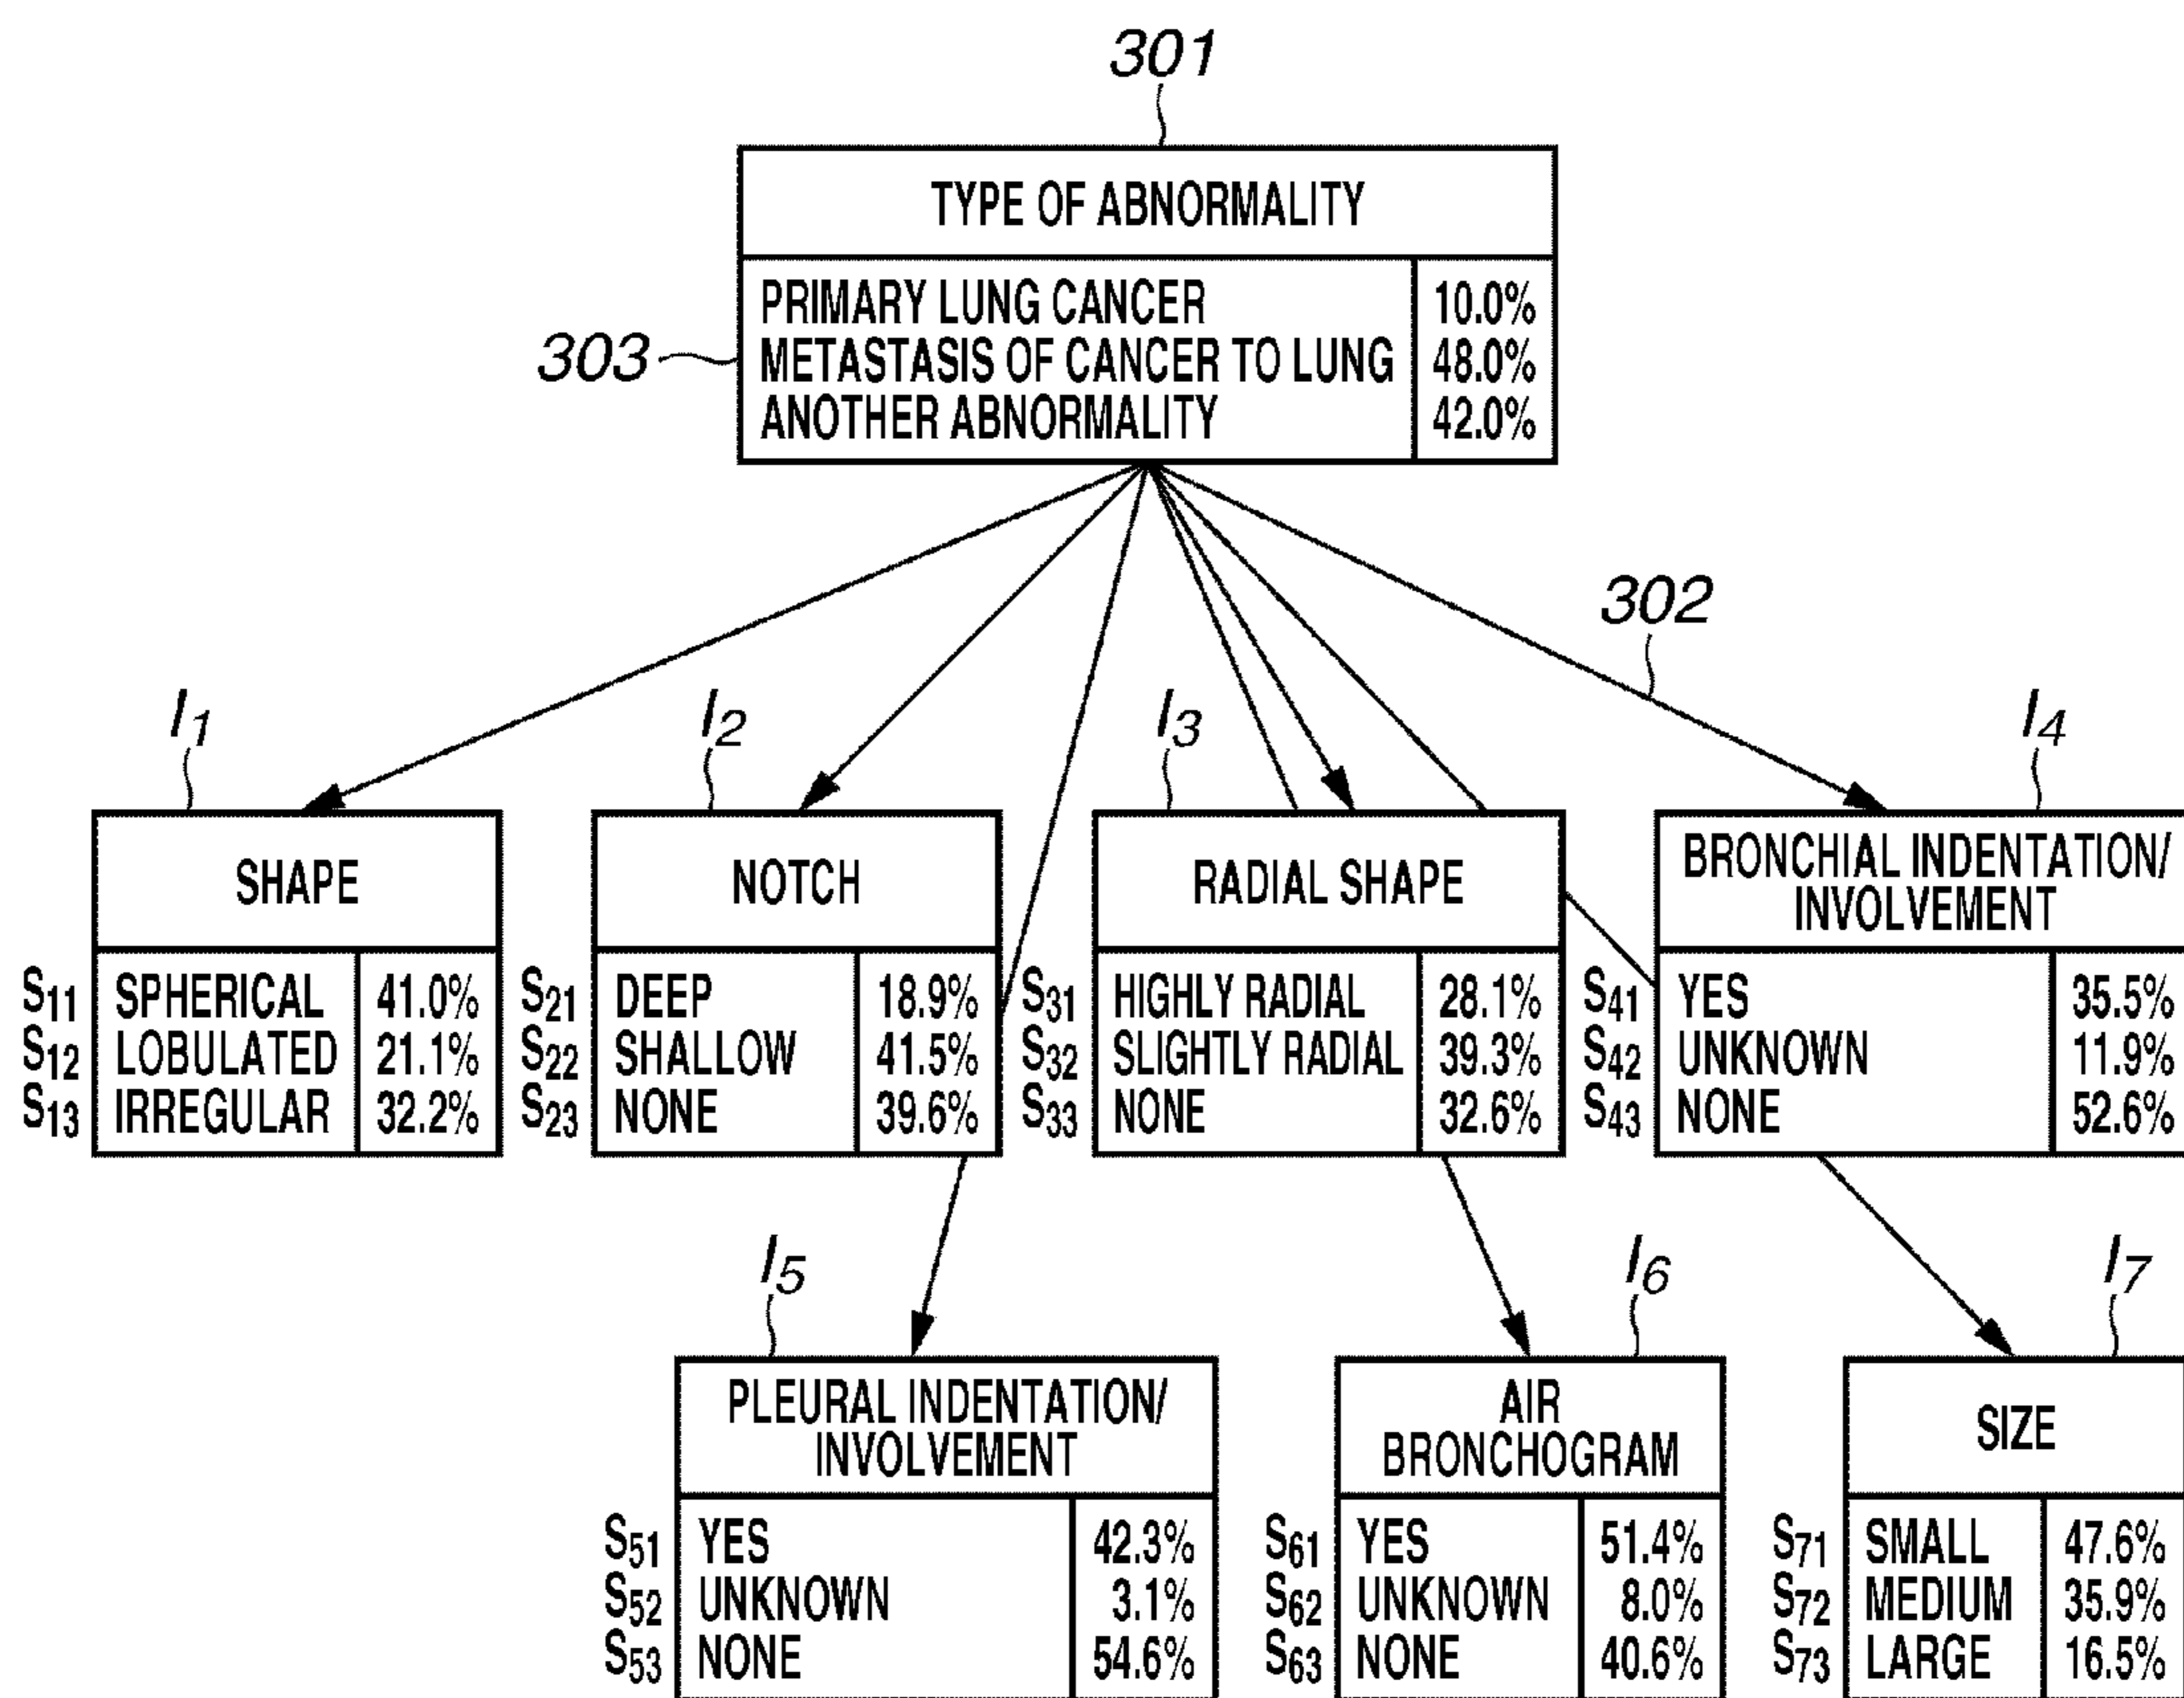 301
TYPE OF ABNORMALITY
PRIMARY LUNG CANCER 10.0%
303 METASTASIS OF CANCER TO LUNG 48.0%
ANOTHER ABNORMALITY 42.0%
302
I1 I2 I3 I4
SHAPE
S11 SPHERICAL 41.0%
S12 LOBULATED 21.1%
S13 IRREGULAR 32.2%
NOTCH
S21 DEEP 18.9%
S22 SHALLOW 41.5%
S23 NONE 39.6%
RADIAL SHAPE
S31 HIGHLY RADIAL 28.1%
S32 SLIGHTLY RADIAL 39.3%
S33 NONE 32.6%
BRONCHIAL INDENTATION/
INVOLVEMENT
S41 YES 35.5%
S42 UNKNOWN 11.9%
S43 NONE 52.6%
I5 I6 I7
PLEURAL INDENTATION/
INVOLVEMENT
S51 YES 42.3%
S52 UNKNOWN 3.1%
S53 NONE 54.6%
AIR
BRONCHOGRAM
S61 YES 51.4%
S62 UNKNOWN 8.0%
S63 NONE 40.6%
SIZE
S71 SMALL 47.6%
S72 MEDIUM 35.9%
S73 LARGE 16.5%